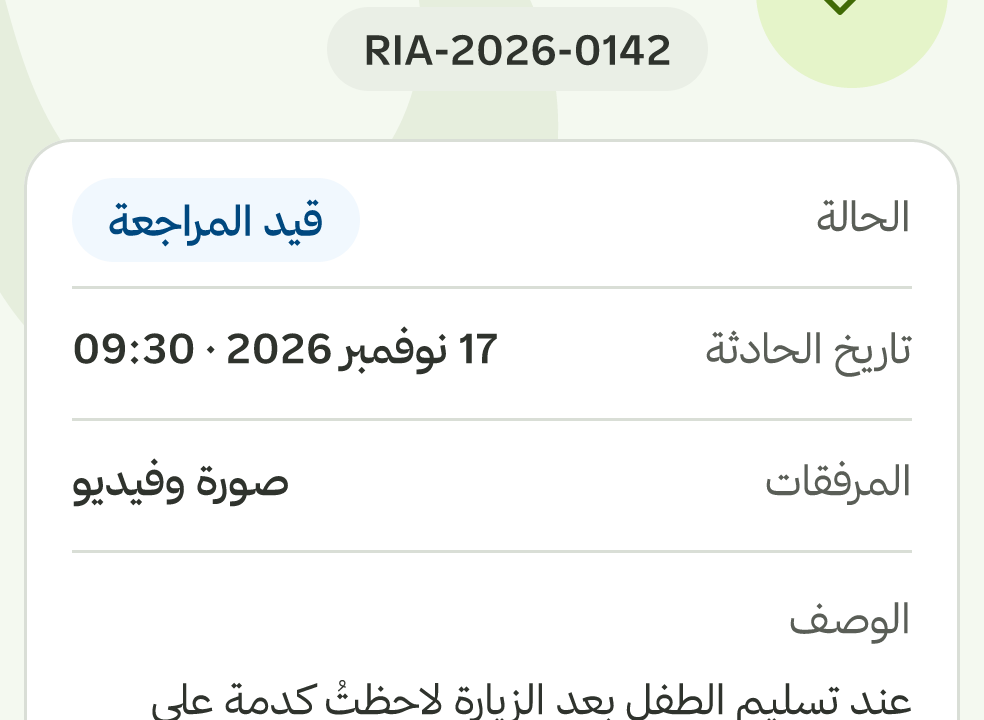 RIA-2026-0142
الحالة قيد المراجعة
تاريخ الحادثة 17 نوفمبر 2026 · 09:30
المرفقات صورة وفيديو
الوصف
عند تسليم الطفل بعد الزيارة لاحظتُ كدمة على